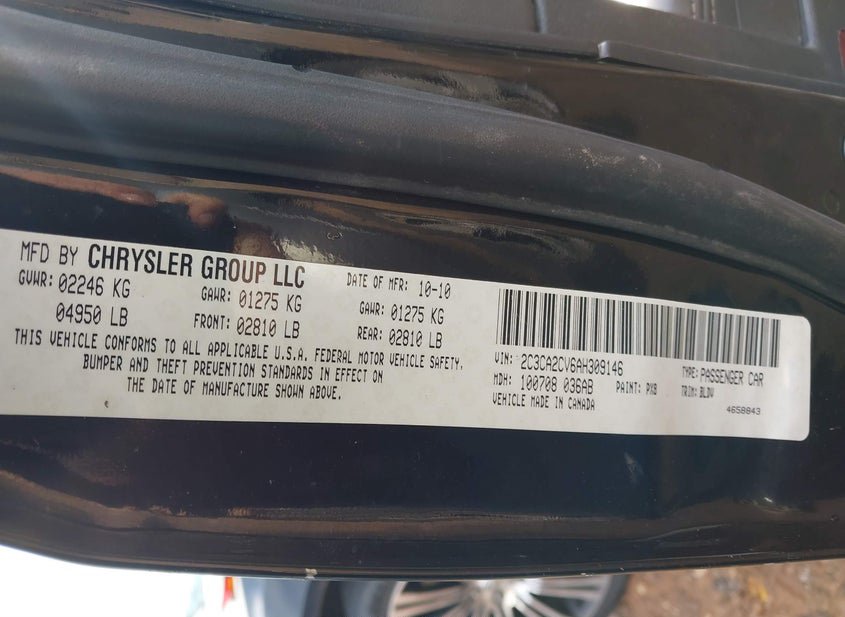 MFD BY CHRYSLER GROUP LLC DATE OF MFR: 10-10
GVWR: 02246 KG GAWR: 01275 KG GAWR: 01275 KG
04950 LB FRONT: 02810 LB REAR: 02810 LB
THIS VEHICLE CONFORMS TO ALL APPLICABLE U.S.A. FEDERAL MOTOR VEHICLE SAFETY,
BUMPER AND THEFT PREVENTION STANDARDS IN EFFECT ON
THE DATE OF MANUFACTURE SHOWN ABOVE.
VIN: 2C3CA2CV6AH309146 TYPE: PASSENGER CAR
MDH: 100708 036AB PAINT: PX8 TRIM: BLDV
VEHICLE MADE IN CANADA 4658843